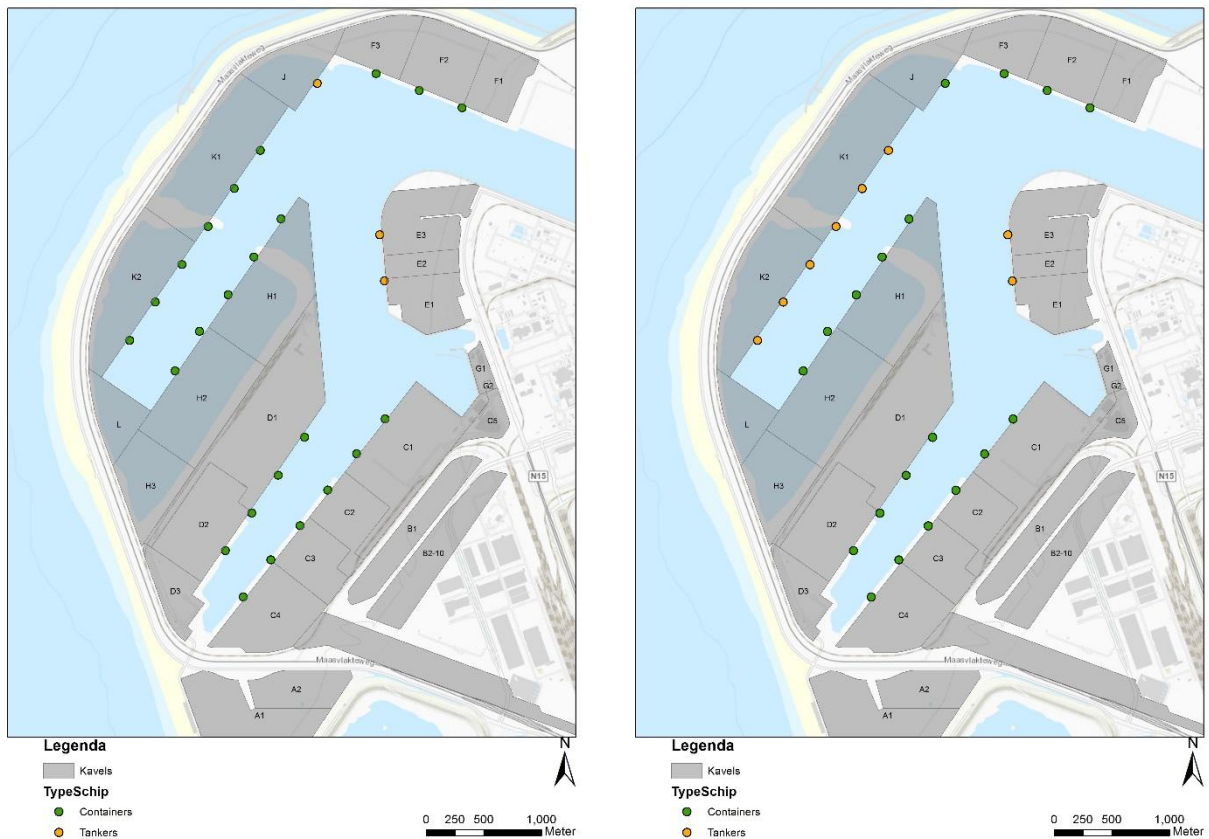 Maasvlakteweg
F3
F2
F1
J
K1
E3
E2
E1
K2
H1
G1
G2
C5
H2
L
D1
C1
N15
H3
C2
D2
B1
B2-10
C3
D3
C4
Maasvlakteweg
A2
A1
Legenda
Kavels
TypeSchip
Containers
Tankers
N
0 250 500 1,000
Meter
Maasvlakteweg
F3
F2
F1
J
K1
E3
E2
E1
K2
H1
G1
G2
C5
H2
L
D1
C1
N15
H3
C2
D2
B1
B2-10
C3
D3
C4
Maasvlakteweg
A2
A1
Legenda
Kavels
TypeSchip
Containers
Tankers
N
0 250 500 1,000
Meter